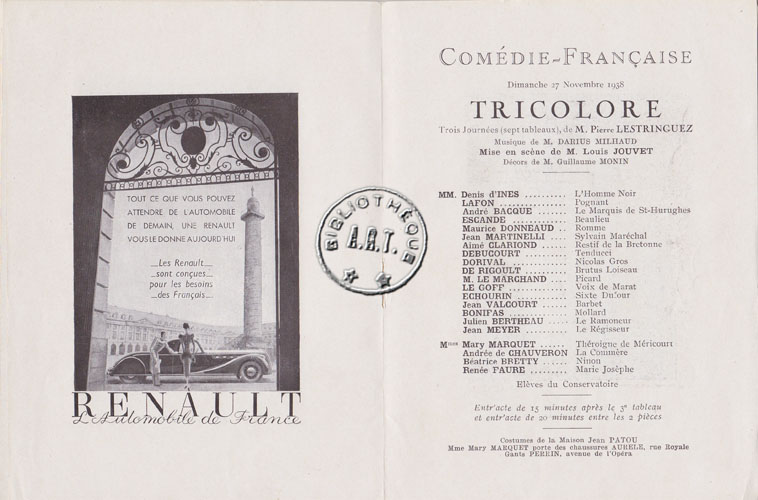 TOUT CE QUE VOUS POUVEZ
ATTENDRE DE L'AUTOMOBILE
DE DEMAIN, UNE RENAULT
VOUS LE DONNE AUJOURD'HUI
...Les Renault...
...sont conçues...
pour les besoins
...des Français...
RENAULT
L'Automobile de France
BIBLIOTHÈQUE
A.R.T.
COMÉDIE-FRANÇAISE
Dimanche 27 Novembre 1938
TRICOLORE
Trois Journées (sept tableaux), de M. Pierre LESTRINGUEZ
Musique de M. DARIUS MILHAUD
Mise en scène de M. Louis JOUVET
Décors de M. Guillaume MONIN
MM. Denis d'INES .......... L'Homme Noir
LAFON ................ Pognant
André BACQUE ....... Le Marquis de St-Hurughes
ESCANDE ............. Beaulieu
Maurice DONNEAUD .. Romme
Jean MARTINELLI .... Sylvain Maréchal
Aimé CLARIOND ..... Restif de la Bretonne
DEBUCOURT .......... Tenducci
DORIVAL ............. Nicolas Gros
DE RIGOULT .......... Brutus Loiseau
M. LE MARCHAND .... Picard
LE GOFF ............. Voix de Marat
ECHOURIN ........... Sixte Dufour
Jean VALCOURT ...... Barbet
BONIFAS ............. Mollard
Julien BERTHEAU ..... Le Ramoneur
Jean MEYER .......... Le Régisseur
Mmes Mary MARQUET ...... Théroigne de Méricourt
Andrée de CHAUVERON La Commère
Béatrice BRETTY ..... Ninon
Renée FAURE ......... Marie Josèphe
Elèves du Conservatoire
Entr'acte de 15 minutes après le 3e tableau
et entr'acte de 20 minutes entre les 2 pièces
Costumes de la Maison Jean PATOU
Mme Mary MARQUET porte des chaussures AURELE, rue Royale
Gants PERRIN, avenue de l'Opéra